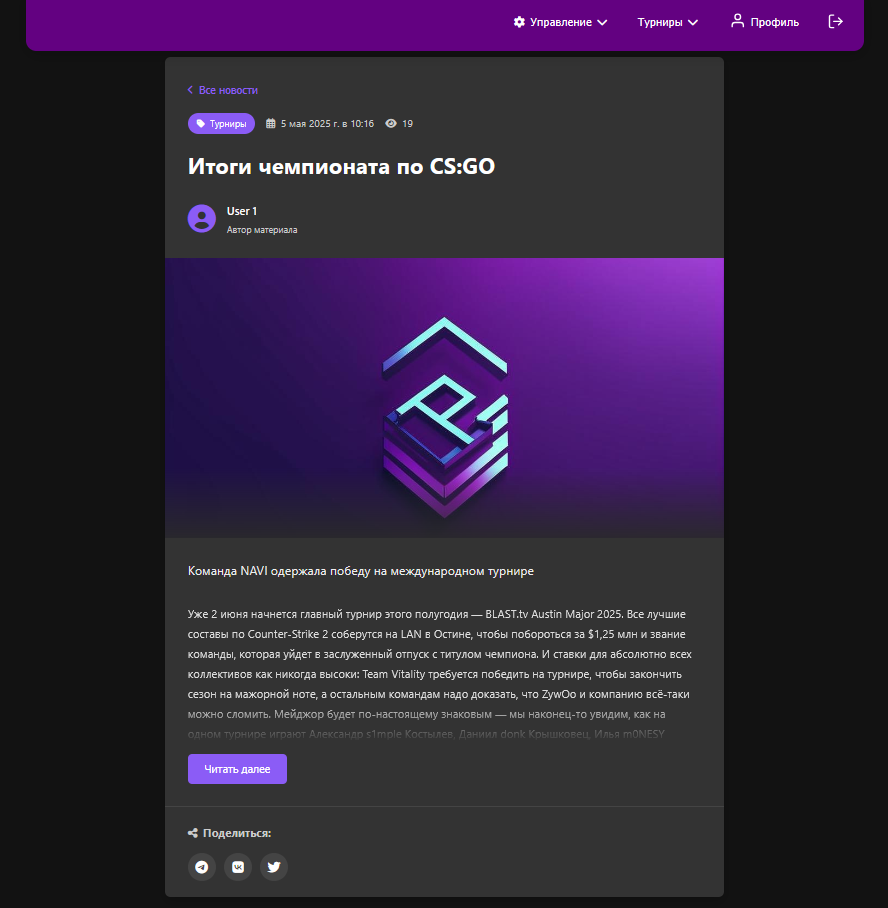 Управление Турниры Профиль
Все новости
Турниры 5 мая 2025 г. в 10:16 19
Итоги чемпионата по CS:GO
User 1
Автор материала
Команда NAVI одержала победу на международном турнире
Уже 2 июня начнется главный турнир этого полугодия — BLAST.tv Austin Major 2025. Все лучшие
составы по Counter-Strike 2 соберутся на LAN в Остине, чтобы побороться за $1,25 млн и звание
команды, которая уйдет в заслуженный отпуск с титулом чемпиона. И ставки для абсолютно всех
коллективов как никогда высоки: Team Vitality требуется победить на турнире, чтобы закончить
сезон на мажорной ноте, а остальным командам надо доказать, что ZywOo и компанию всё-таки
можно сломить. Мейджор будет по-настоящему знаковым — мы наконец-то увидим, как на
одном турнире играют Александр s1mple Костылев, Даниил donk Крышковец, Илья m0NESY
Читать далее
Поделиться: